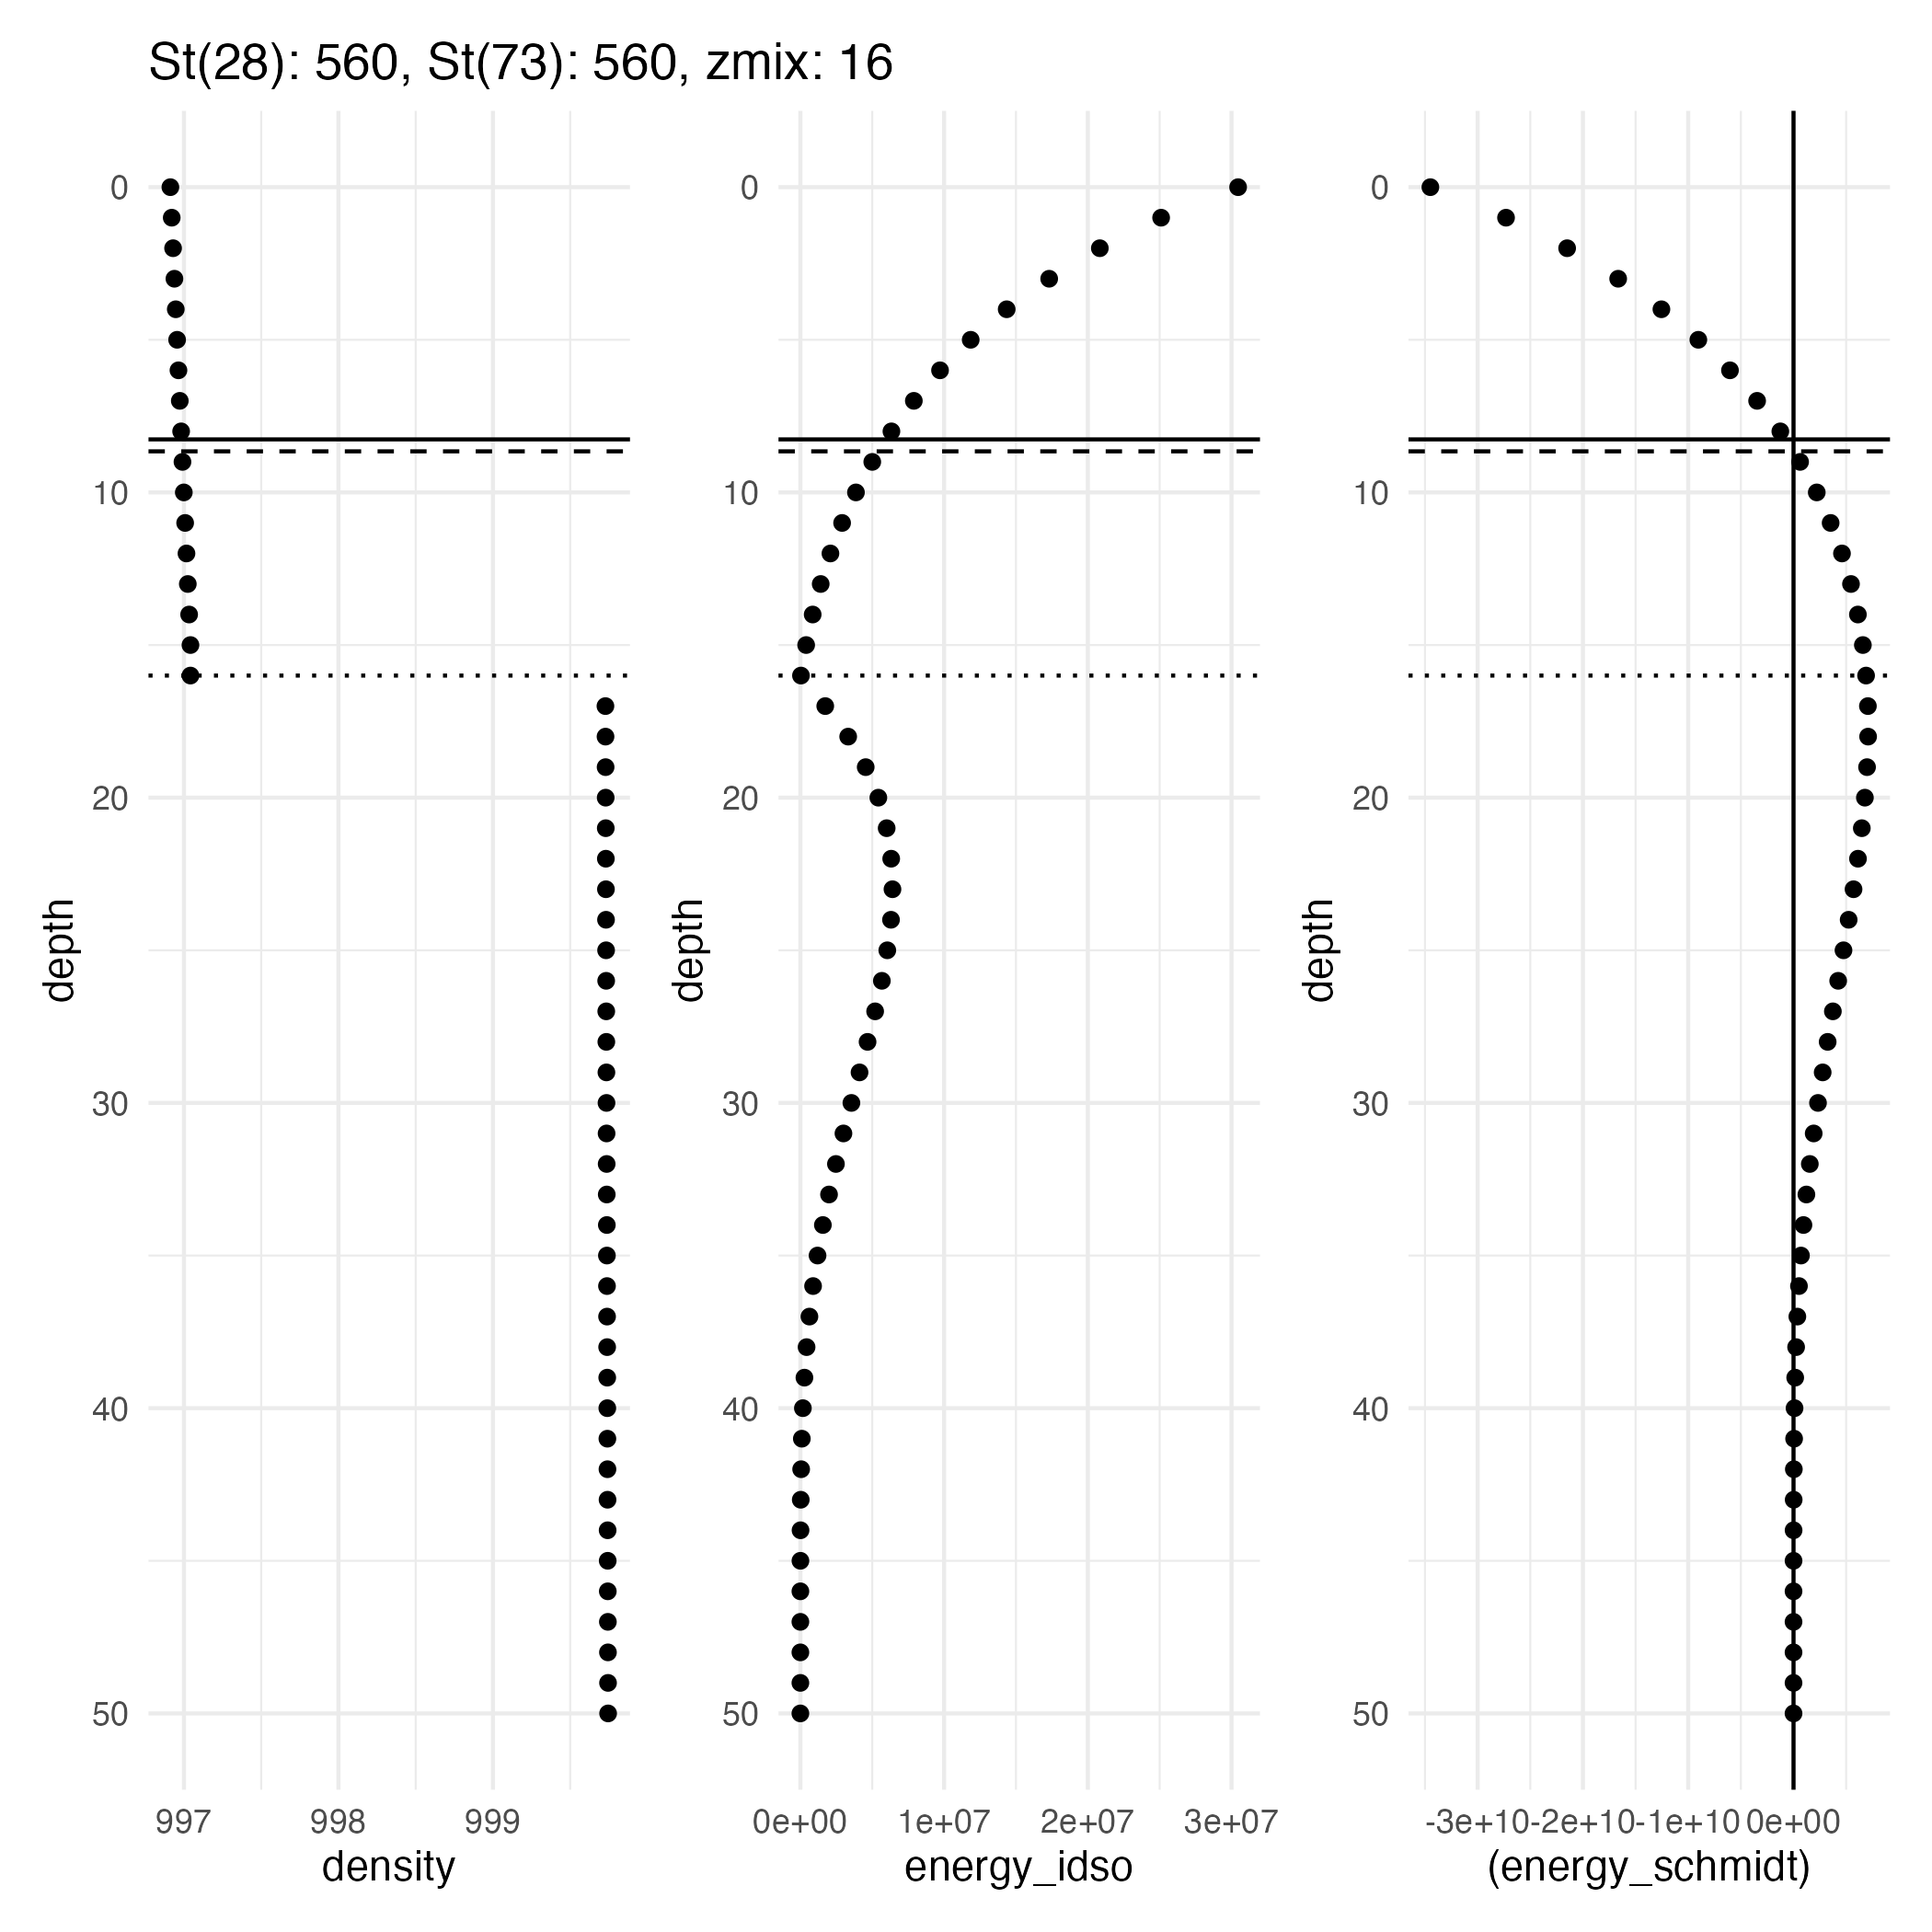 St(28): 560, St(73): 560, zmix: 16
depth
0
10
20
30
40
50
997 998 999
density
depth
0
10
20
30
40
50
0e+00 1e+07 2e+07 3e+07
energy_idso
depth
0
10
20
30
40
50
-3e+10 -2e+10 -1e+10 0e+00
(energy_schmidt)